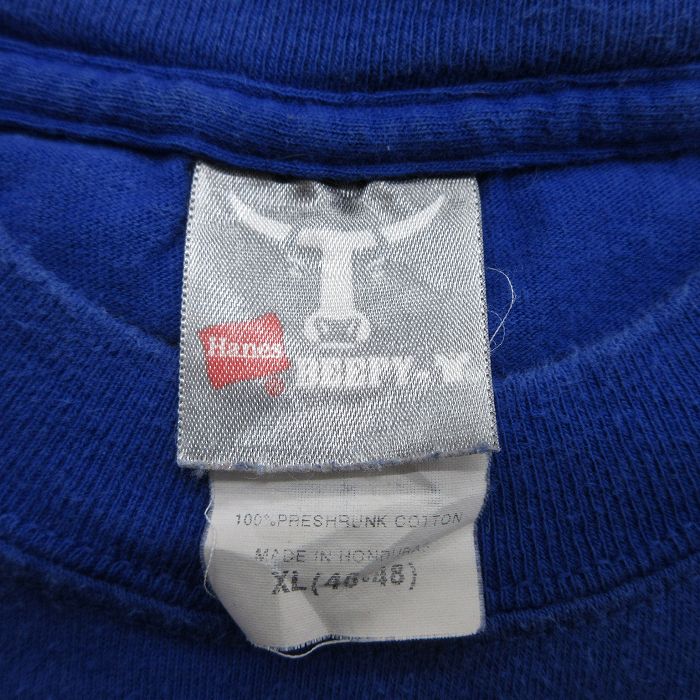 Hanes
BEEFY-T
100% PRESHRUNK COTTON
MADE IN HONDURAS
XL (46-48)